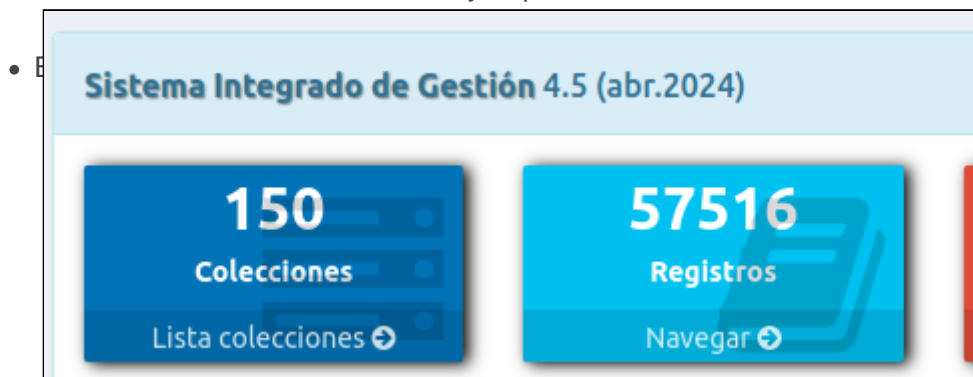 Sistema Integrado de Gestión 4.5 (abr.2024)
150
Colecciones
Lista colecciones
57516
Registros
Navegar